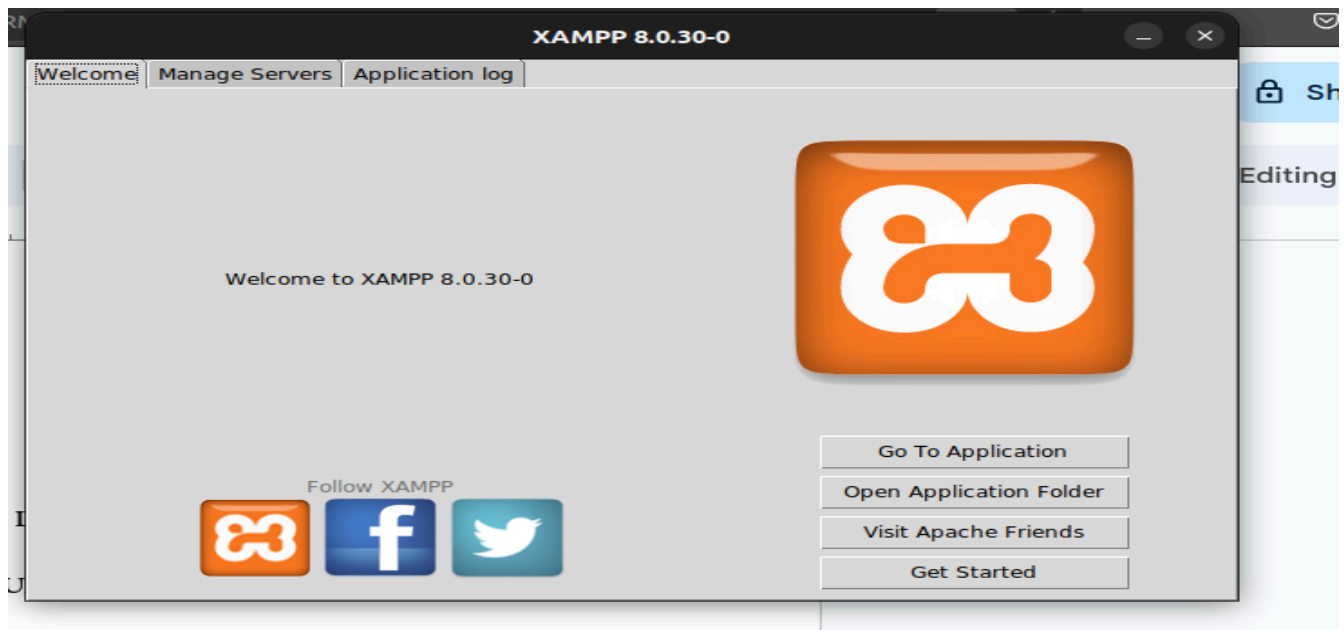 XAMPP 8.0.30-0
Welcome Manage Servers Application log
Sh
Editing
Welcome to XAMPP 8.0.30-0
Go To Application
Follow XAMPP
Open Application Folder
Visit Apache Friends
Get Started